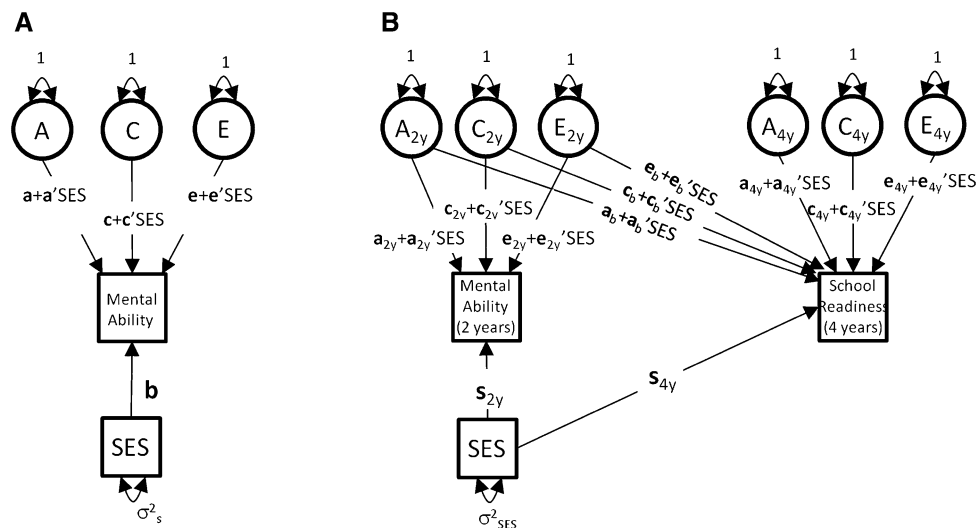 A
1
1
1
A
C
E
a+a'SES
c+c'SES
e+e'SES
Mental
Ability
b
SES
σ²s
B
1
1
1
1
1
1
A2y
C2y
E2y
A4y
C4y
E4y
eb+eb'SES
cb+cb'SES
ab+ab'SES
c2y+c2y'SES
a2y+a2y'SES
e2y+e2y'SES
a4y+a4y'SES
c4y+c4y'SES
e4y+e4y'SES
Mental
Ability
(2 years)
School
Readiness
(4 years)
s2y
s4y
SES
σ²SES